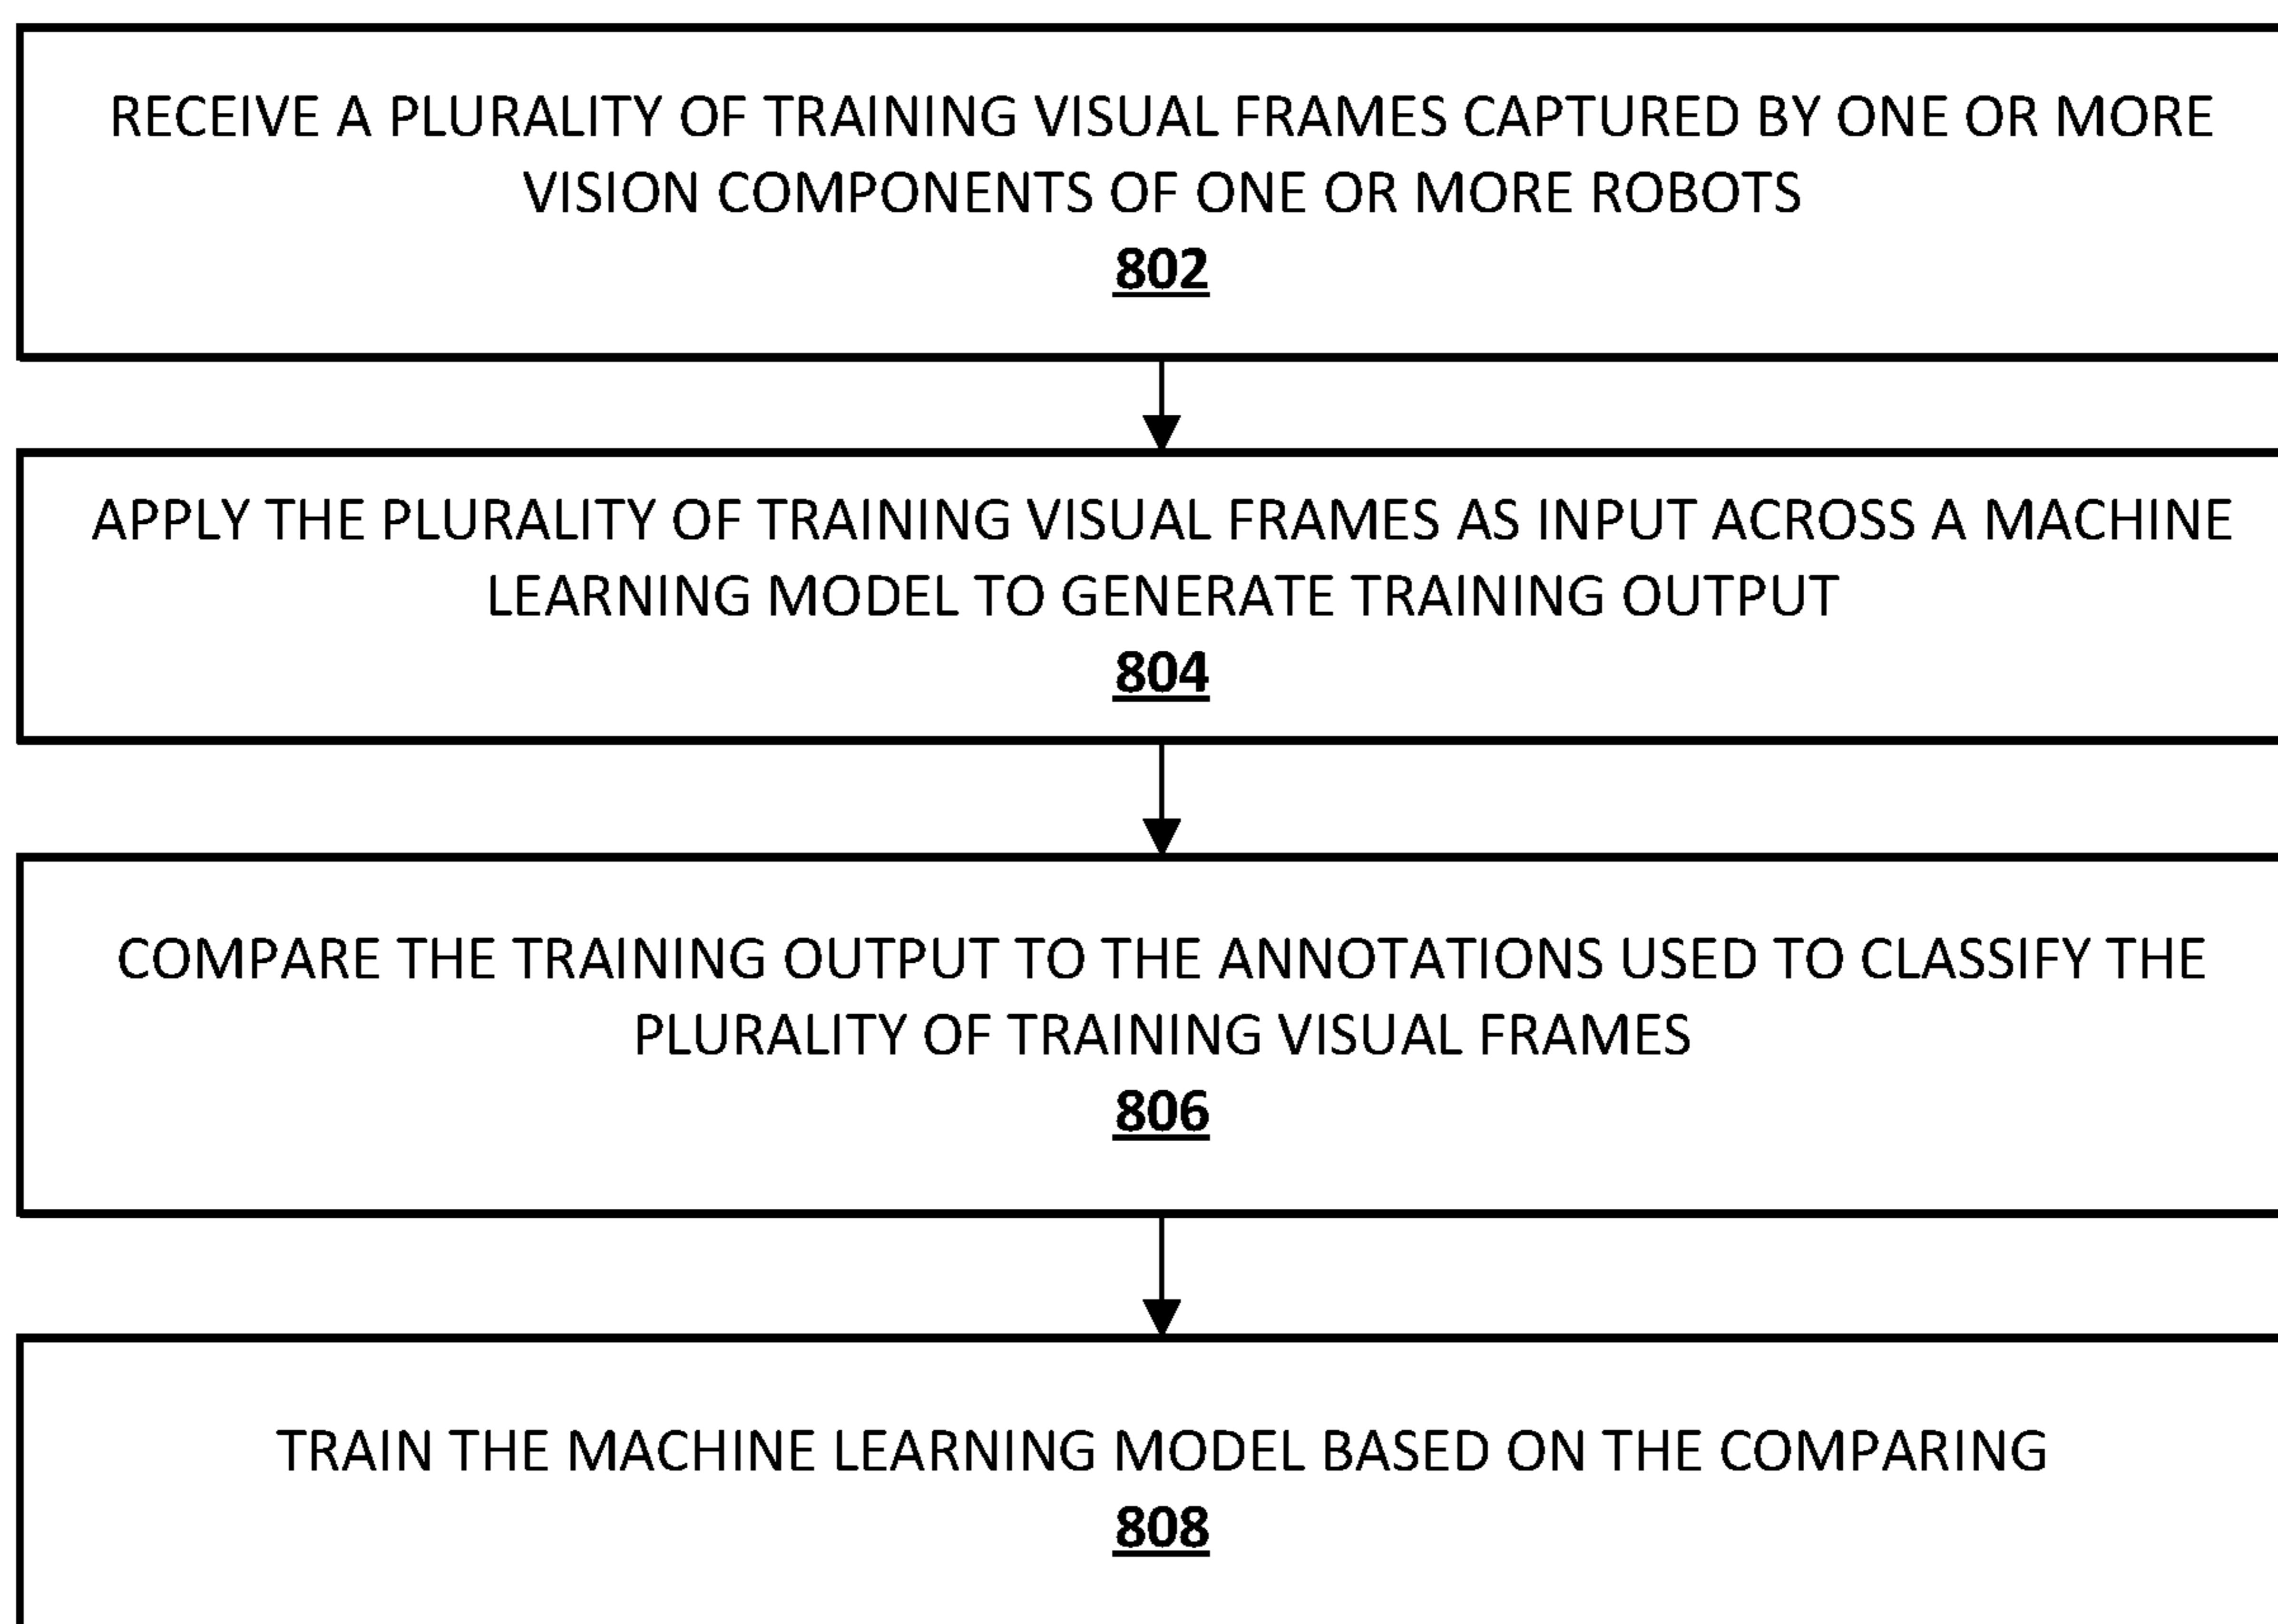 RECEIVE A PLURALITY OF TRAINING VISUAL FRAMES CAPTURED BY ONE OR MORE
VISION COMPONENTS OF ONE OR MORE ROBOTS
802
APPLY THE PLURALITY OF TRAINING VISUAL FRAMES AS INPUT ACROSS A MACHINE
LEARNING MODEL TO GENERATE TRAINING OUTPUT
804
COMPARE THE TRAINING OUTPUT TO THE ANNOTATIONS USED TO CLASSIFY THE
PLURALITY OF TRAINING VISUAL FRAMES
806
TRAIN THE MACHINE LEARNING MODEL BASED ON THE COMPARING
808